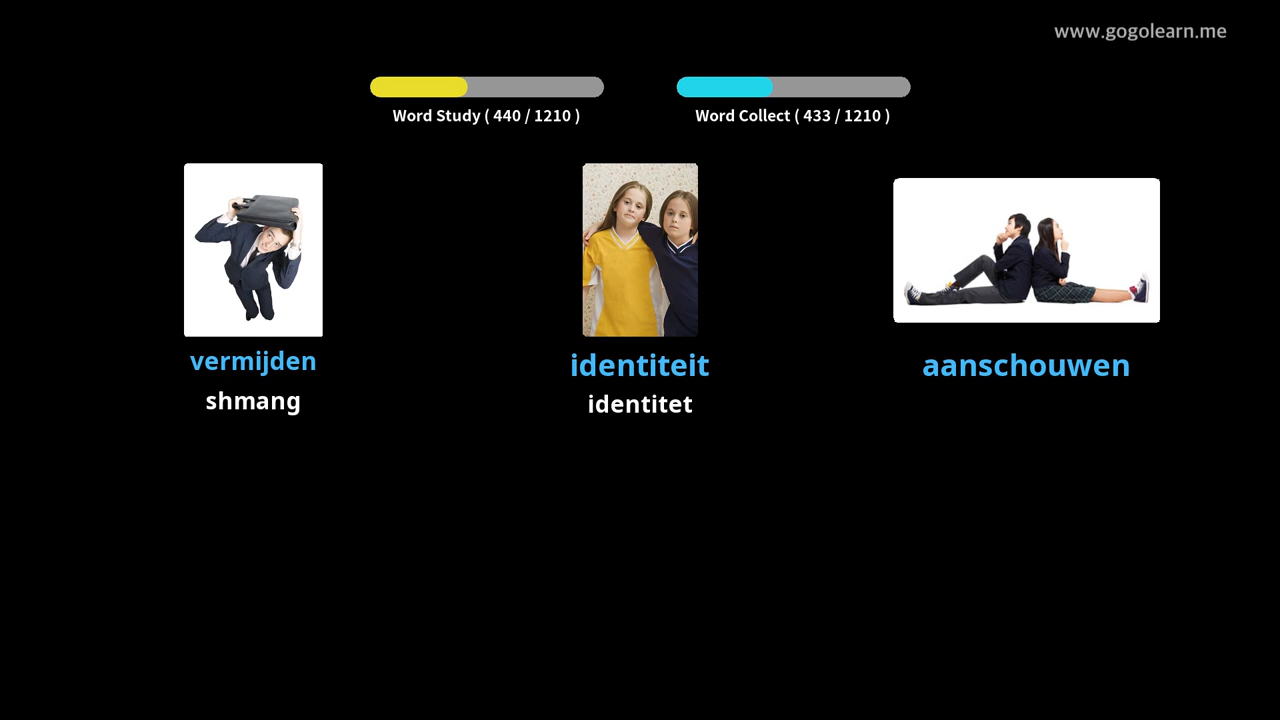 www.gogolearn.me
Word Study ( 440 / 1210 )
Word Collect ( 433 / 1210 )
vermijden
shmang
identiteit
identitet
aanschouwen